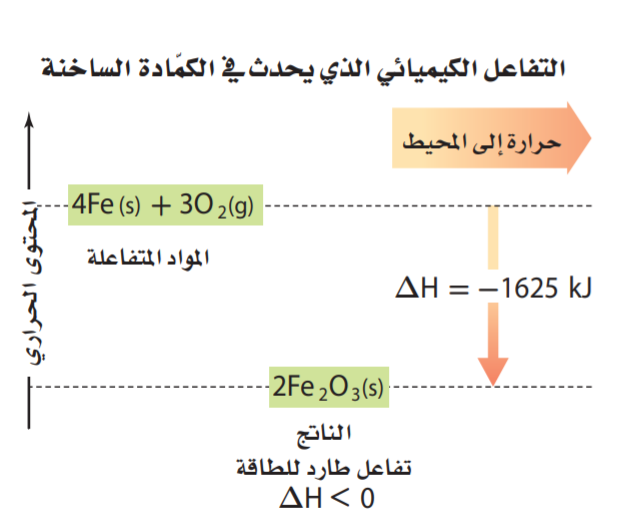 التفاعل الكيميائي الذي يحدث في الكمّادة الساخنة
حرارة إلى المحيط
المحتوى الحراري
4Fe (s) + 3O₂(g)
المواد المتفاعلة
ΔH = −1625 kJ
2Fe₂O₃(s)
الناتج
تفاعل طارد للطاقة
ΔH < 0